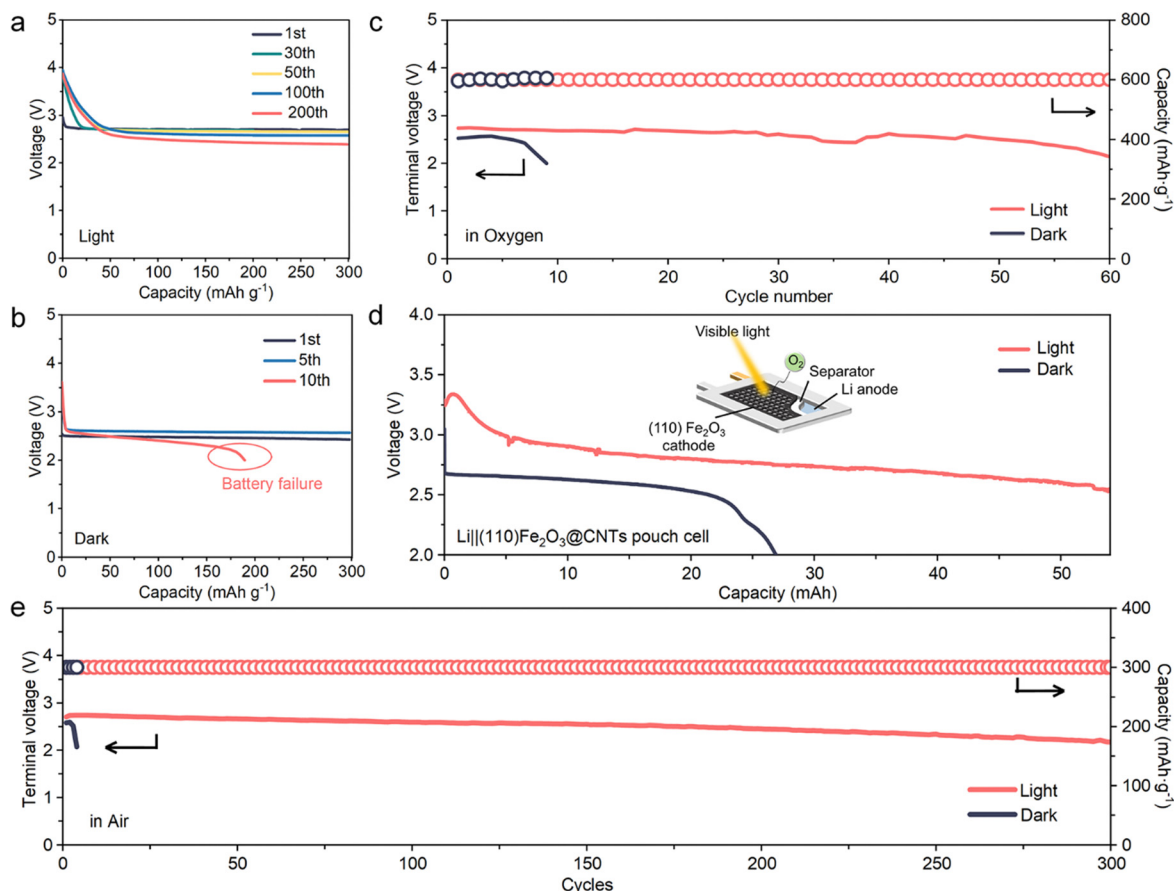 a
5
4
3
2
1
0
Voltage (V)
1st
30th
50th
100th
200th
Light
0 50 100 150 200 250 300
Capacity (mAh g⁻¹)
b
5
4
3
2
1
0
Voltage (V)
1st
5th
10th
Battery failure
Dark
0 50 100 150 200 250 300
Capacity (mAh g⁻¹)
c
5
4
3
2
1
0
Terminal voltage (V)
800
600
400
200
0
Capacity (mAh·g⁻¹)
Light
Dark
in Oxygen
0 10 20 30 40 50 60
Cycle number
d
4.0
3.5
3.0
2.5
2.0
Voltage (V)
Visible light
O₂
Separator
Li anode
(110) Fe₂O₃
cathode
Light
Dark
Li||(110)Fe₂O₃@CNTs pouch cell
0 10 20 30 40 50
Capacity (mAh)
e
5
4
3
2
1
0
Terminal voltage (V)
400
300
200
100
0
Capacity (mAh·g⁻¹)
Light
Dark
in Air
0 50 100 150 200 250 300
Cycles